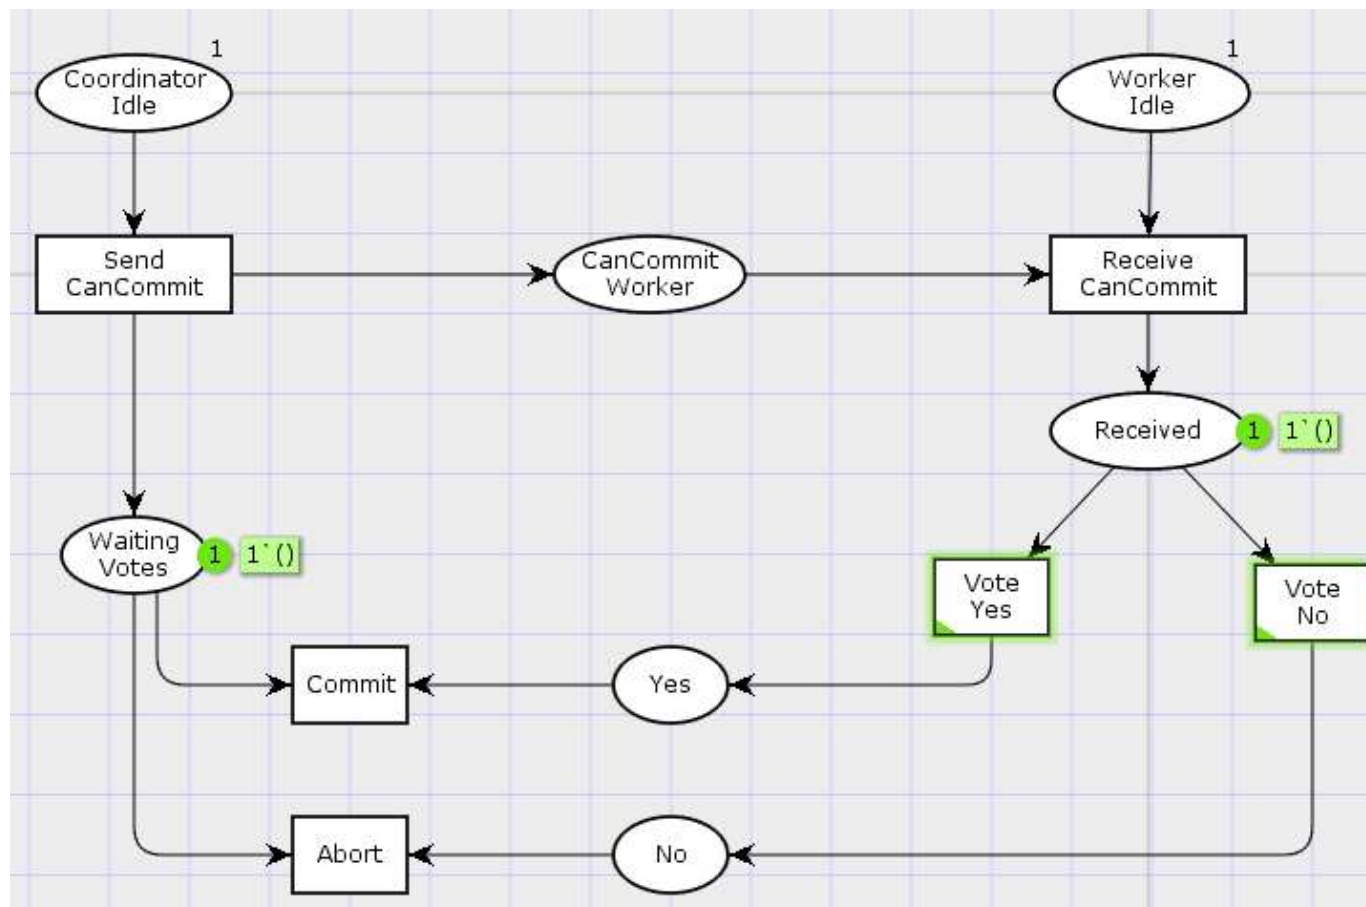 1
Coordinator
Idle
1
Worker
Idle
Send
CanCommit
CanCommit
Worker
Receive
CanCommit
Received
1
1`()
Waiting
Votes
1
1`()
Vote
Yes
Vote
No
Commit
Yes
Abort
No